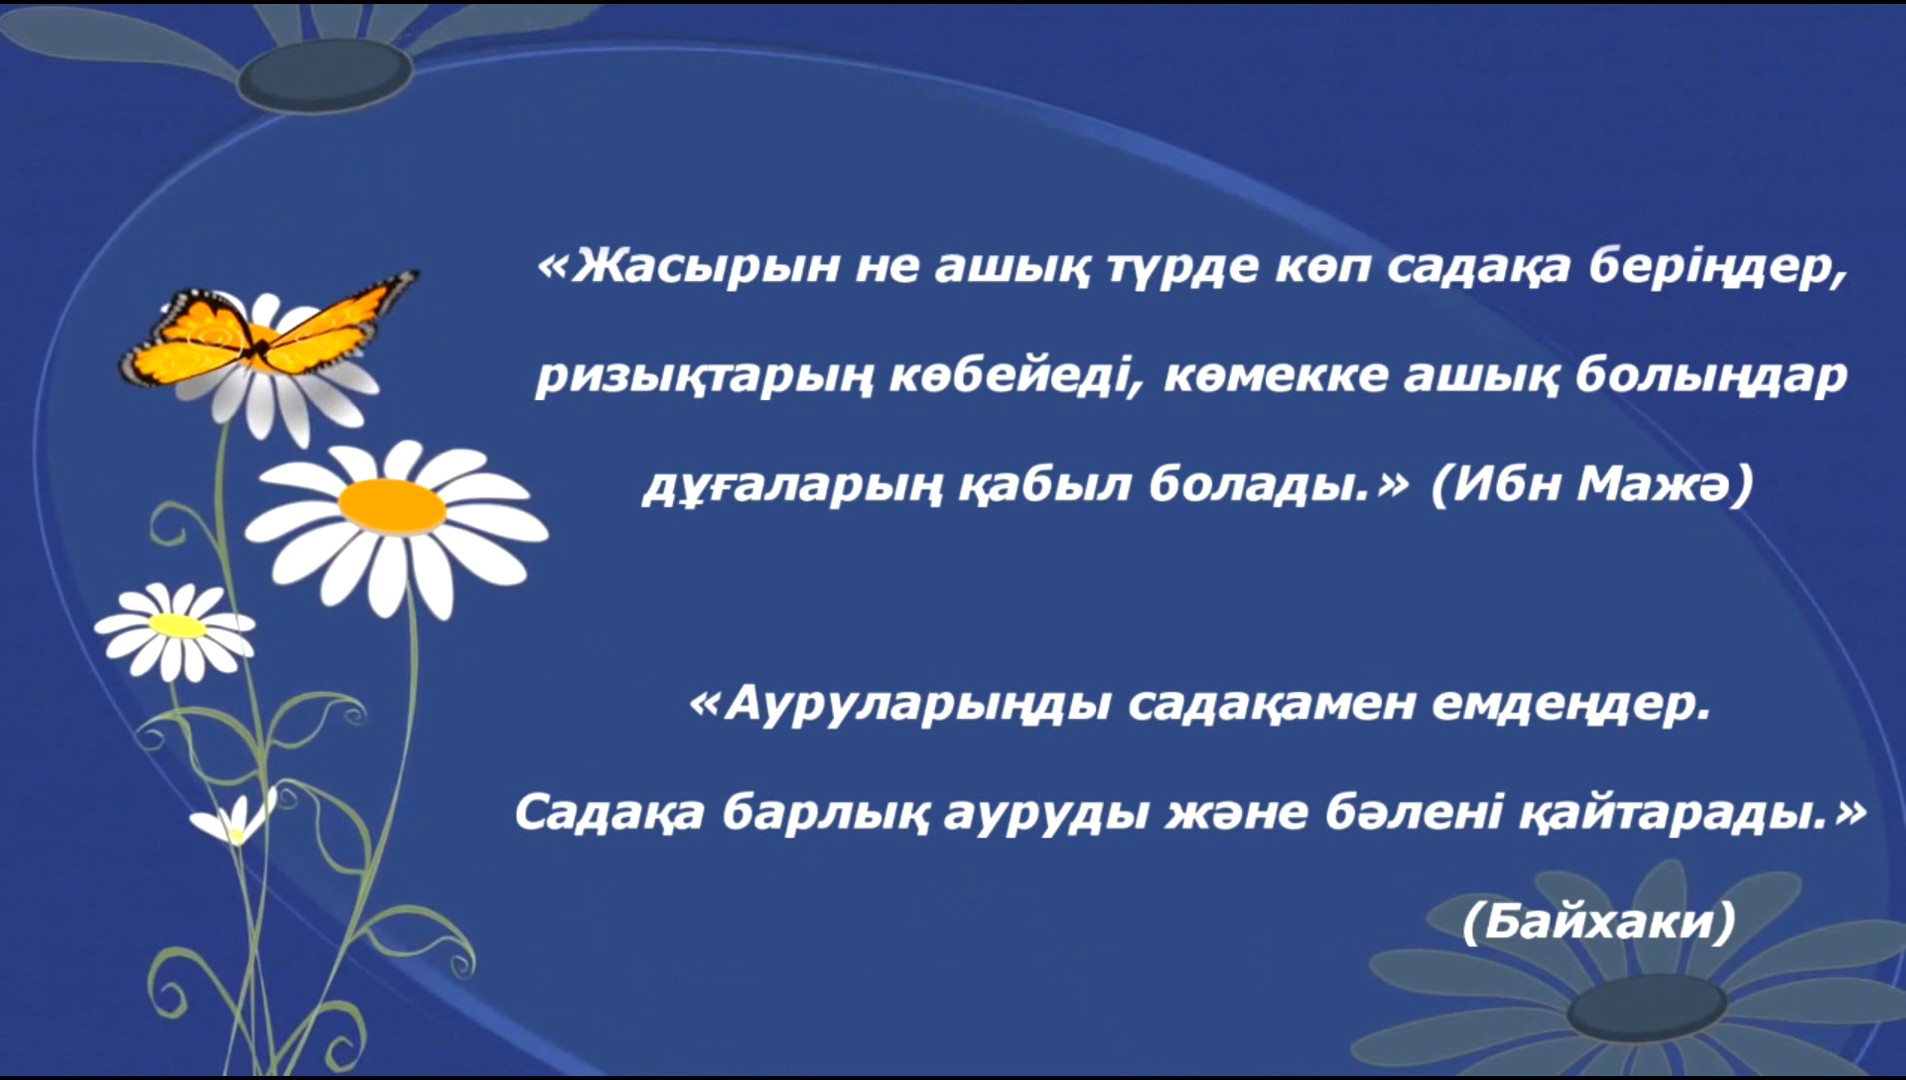 «Жасырын не ашық түрде көп садақа беріңдер,
ризықтарың көбейеді, көмекке ашық болыңдар
дұғаларың қабыл болады.» (Ибн Мажә)
«Ауруларыңды садақамен емдеңдер.
Садақа барлық ауруды және бәлені қайтарады.»
(Байхаки)